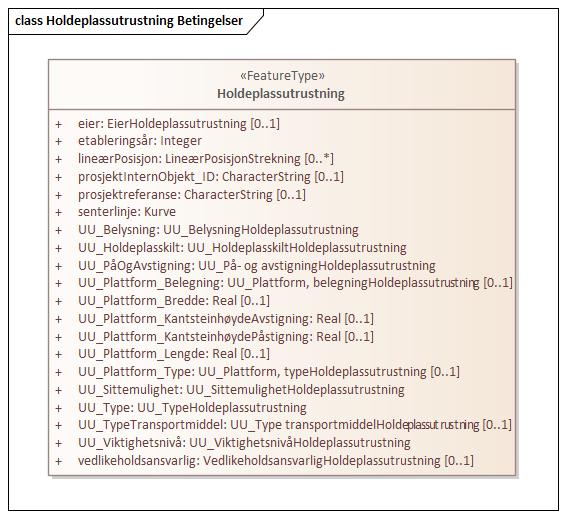 class Holdeplassutrustning Betingelser
«FeatureType»
Holdeplassutrustning
+ eier: EierHoldeplassutrustning [0..1]
+ etableringsår: Integer
+ lineærPosisjon: LineærPosisjonStrekning [0..*]
+ prosjektInternObjekt_ID: CharacterString [0..1]
+ prosjektreferanse: CharacterString [0..1]
+ senterlinje: Kurve
+ UU_Belysning: UU_BelysningHoldeplassutrustning
+ UU_Holdeplasskilt: UU_HoldeplasskiltHoldeplassutrustning
+ UU_PåOgAvstigning: UU_På- og avstigningHoldeplassutrustning
+ UU_Plattform_Belegning: UU_Plattform, belegningHoldeplassutrustning [0..1]
+ UU_Plattform_Bredde: Real [0..1]
+ UU_Plattform_KantsteinhøydeAvstigning: Real [0..1]
+ UU_Plattform_KantsteinhøydePåstigning: Real [0..1]
+ UU_Plattform_Lengde: Real [0..1]
+ UU_Plattform_Type: UU_Plattform, typeHoldeplassutrustning [0..1]
+ UU_Sittemulighet: UU_SittemulighetHoldeplassutrustning
+ UU_Type: UU_TypeHoldeplassutrustning
+ UU_TypeTransportmiddel: UU_Type transportmiddelHoldeplassutrustning [0..1]
+ UU_Viktighetsnivå: UU_ViktighetsnivåHoldeplassutrustning
+ vedlikeholdsansvarlig: VedlikeholdsansvarligHoldeplassutrustning [0..1]